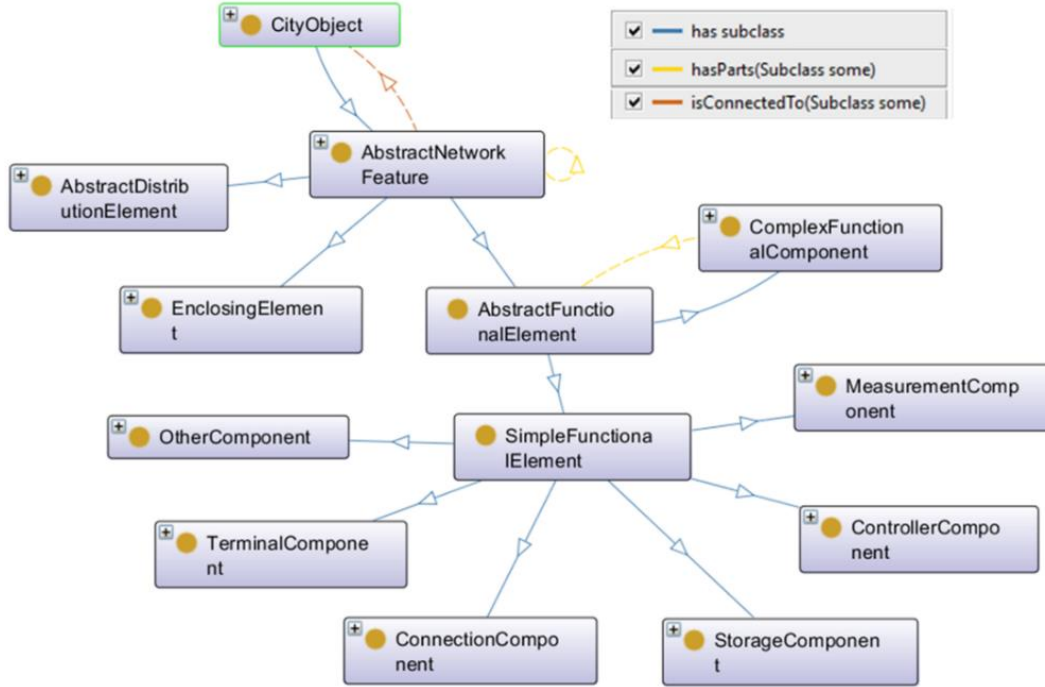 CityObject
has subclass
hasParts(Subclass some)
isConnectedTo(Subclass some)
AbstractNetwork
Feature
AbstractDistrib
utionElement
ComplexFunction
alComponent
EnclosingElemen
t
AbstractFunctio
nalElement
MeasurementComp
onent
OtherComponent
SimpleFunctiona
lElement
ControllerCompo
nent
TerminalCompone
nt
ConnectionCompo
nent
StorageComponen
t